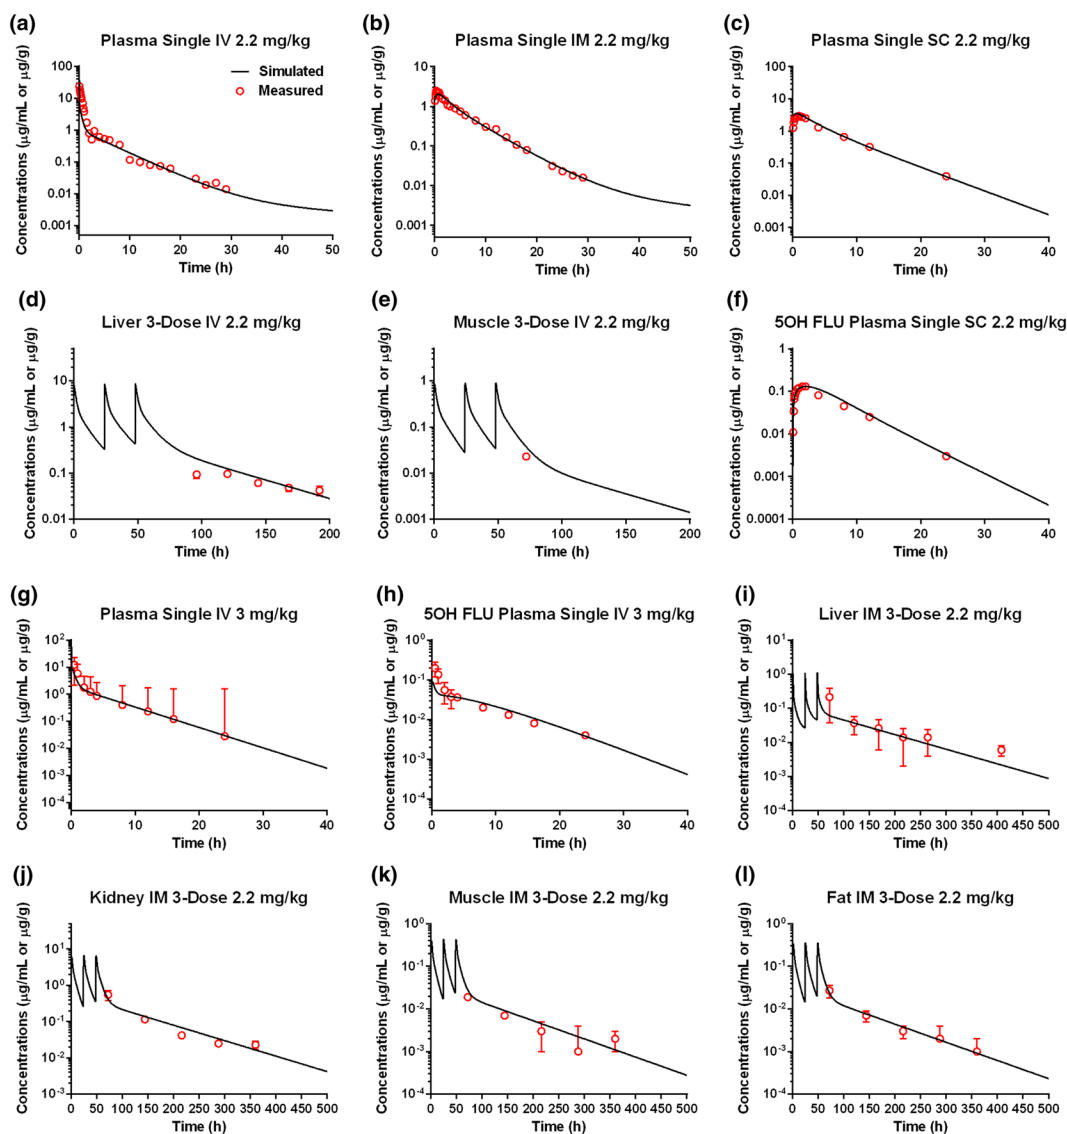 (a)
Plasma Single IV 2.2 mg/kg
Concentrations (μg/mL or μg/g)
100
10
1
0.1
0.01
0.001
Simulated
Measured
0 10 20 30 40 50
Time (h)
(b)
Plasma Single IM 2.2 mg/kg
Concentrations (μg/mL or μg/g)
10
1
0.1
0.01
0.001
0 10 20 30 40 50
Time (h)
(c)
Plasma Single SC 2.2 mg/kg
Concentrations (μg/mL or μg/g)
100
10
1
0.1
0.01
0.001
0 10 20 30 40
Time (h)
(d)
Liver 3-Dose IV 2.2 mg/kg
Concentrations (μg/mL or μg/g)
10
1
0.1
0.01
0 50 100 150 200
Time (h)
(e)
Muscle 3-Dose IV 2.2 mg/kg
Concentrations (μg/mL or μg/g)
1
0.1
0.01
0.001
0 50 100 150 200
Time (h)
(f)
5OH FLU Plasma Single SC 2.2 mg/kg
Concentrations (μg/mL or μg/g)
1
0.1
0.01
0.001
0.0001
0 10 20 30 40
Time (h)
(g)
Plasma Single IV 3 mg/kg
Concentrations (μg/mL or μg/g)
10²
10¹
10⁰
10⁻¹
10⁻²
10⁻³
10⁻⁴
0 10 20 30 40
Time (h)
(h)
5OH FLU Plasma Single IV 3 mg/kg
Concentrations (μg/mL or μg/g)
10⁰
10⁻¹
10⁻²
10⁻³
10⁻⁴
0 10 20 30 40
Time (h)
(i)
Liver IM 3-Dose 2.2 mg/kg
Concentrations (μg/mL or μg/g)
10⁰
10⁻¹
10⁻²
10⁻³
10⁻⁴
0 50 100 150 200 250 300 350 400 450 500
Time (h)
(j)
Kidney IM 3-Dose 2.2 mg/kg
Concentrations (μg/mL or μg/g)
10¹
10⁰
10⁻¹
10⁻²
10⁻³
0 50 100 150 200 250 300 350 400 450 500
Time (h)
(k)
Muscle IM 3-Dose 2.2 mg/kg
Concentrations (μg/mL or μg/g)
10⁰
10⁻¹
10⁻²
10⁻³
10⁻⁴
0 50 100 150 200 250 300 350 400 450 500
Time (h)
(l)
Fat IM 3-Dose 2.2 mg/kg
Concentrations (μg/mL or μg/g)
10⁰
10⁻¹
10⁻²
10⁻³
10⁻⁴
0 50 100 150 200 250 300 350 400 450 500
Time (h)